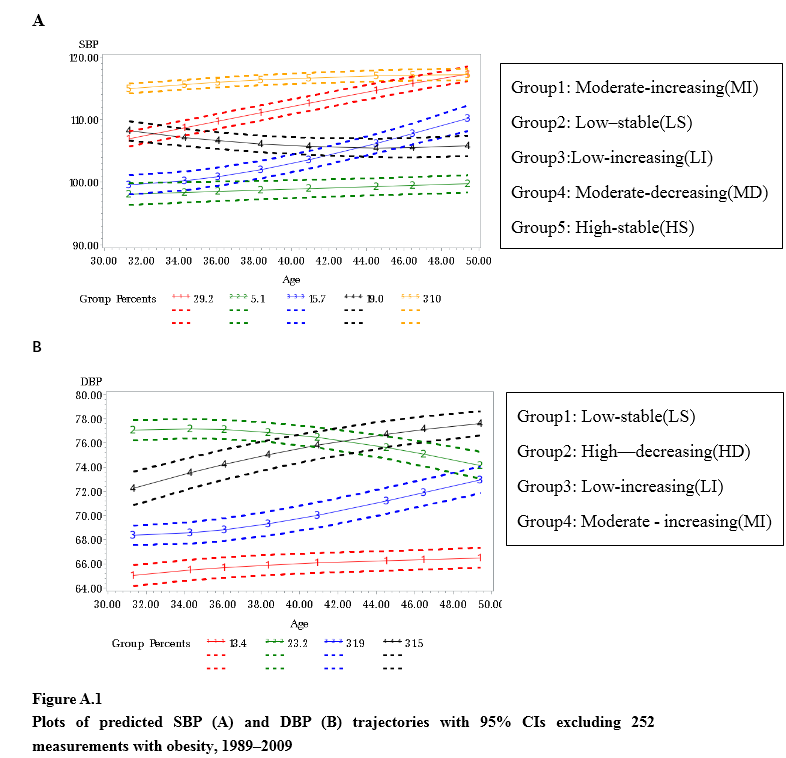 A
SBP
120.00
110.00
100.00
90.00
30.00 32.00 34.00 36.00 38.00 40.00 42.00 44.00 46.00 48.00 50.00
Age
Group Percents 29.2 5.1 15.7 19.0 31.0
Group1: Moderate-increasing(MI)
Group2: Low–stable(LS)
Group3:Low-increasing(LI)
Group4: Moderate-decreasing(MD)
Group5: High-stable(HS)
B
DBP
80.00
78.00
76.00
74.00
72.00
70.00
68.00
66.00
64.00
30.00 32.00 34.00 36.00 38.00 40.00 42.00 44.00 46.00 48.00 50.00
Age
Group Percents 13.4 23.2 31.9 31.5
Group1: Low-stable(LS)
Group2: High—decreasing(HD)
Group3: Low-increasing(LI)
Group4: Moderate - increasing(MI)
Figure A.1
Plots of predicted SBP (A) and DBP (B) trajectories with 95% CIs excluding 252
measurements with obesity, 1989–2009